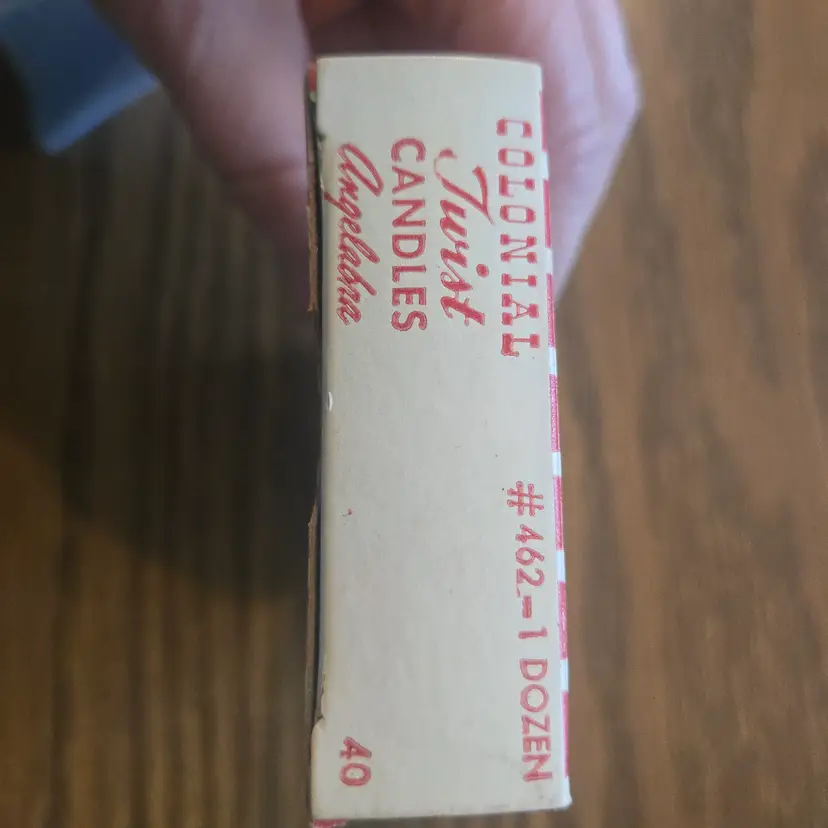 COLONIAL #462-1 DOZEN
Twist
CANDLES
Angelabra 40